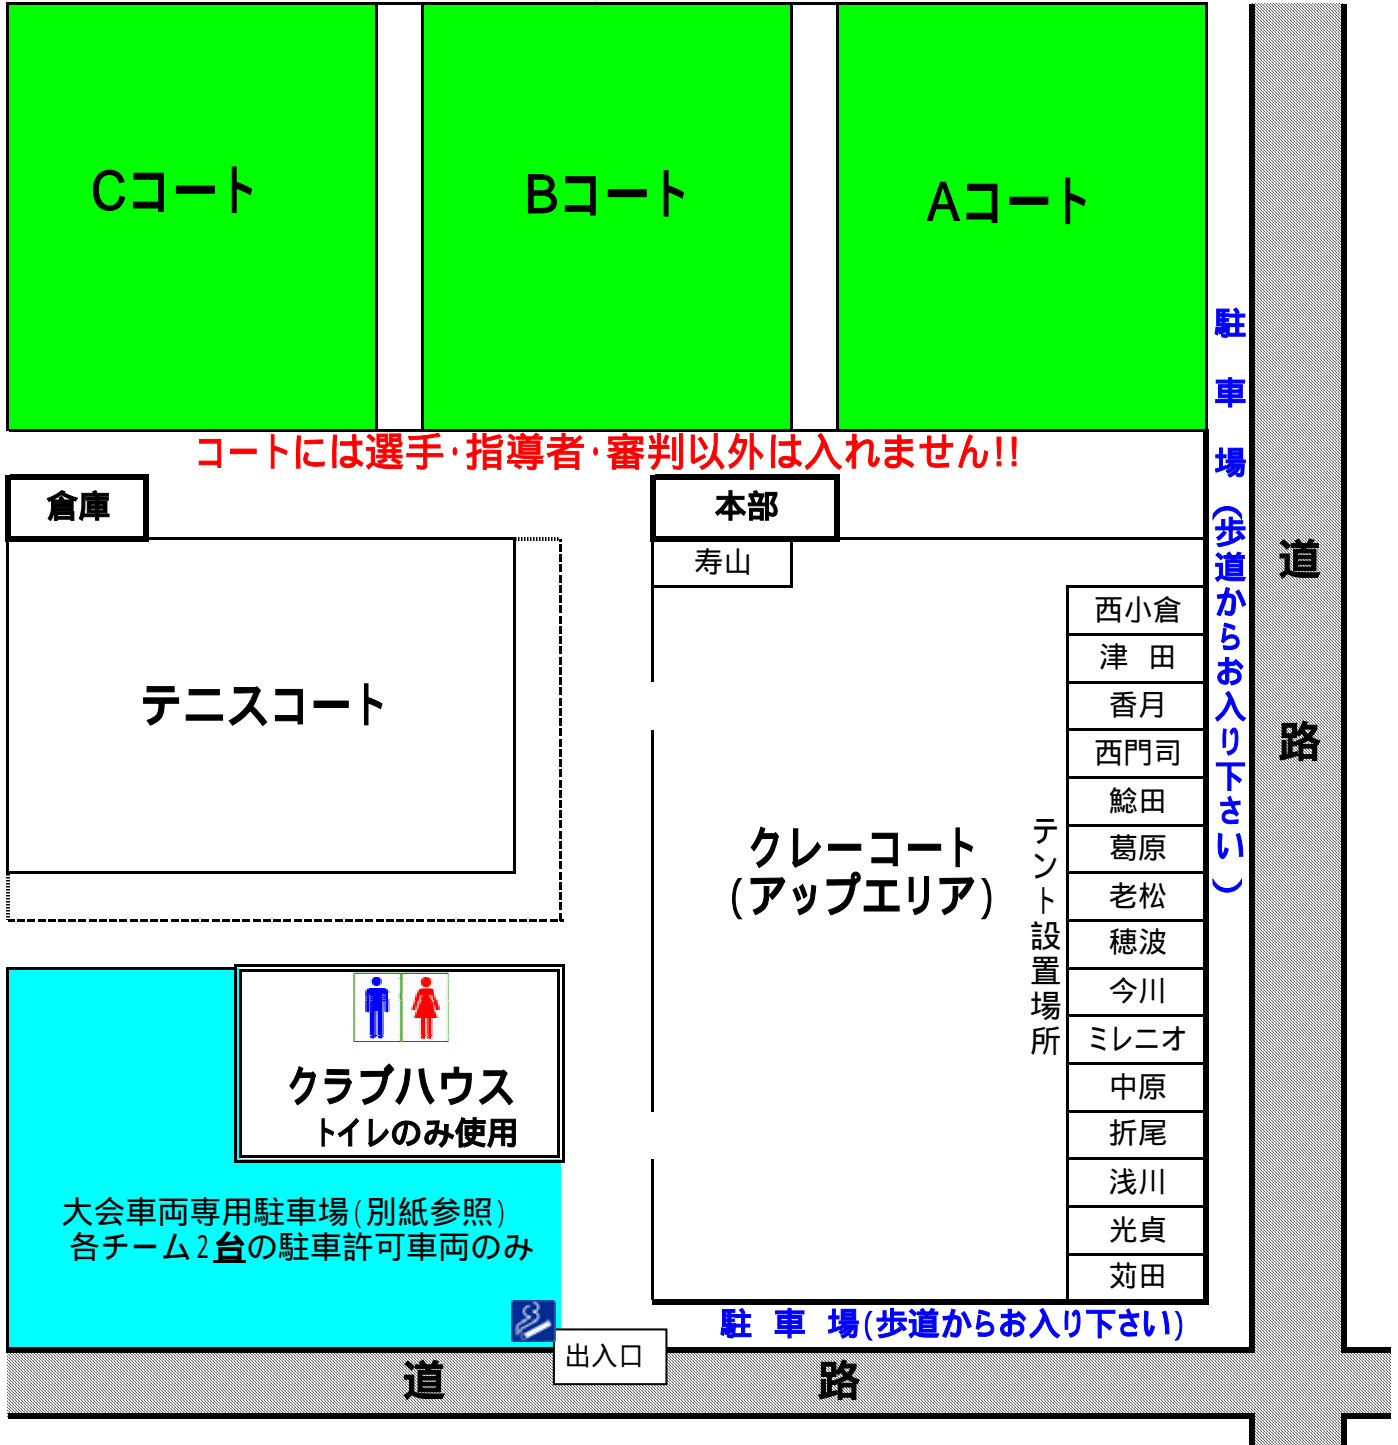 Cコート
Bコート
Aコート
コートには選手・指導者・審判以外は入れません!!
倉庫
本部
寿山
テニスコート
クレーコート
(アップエリア)
テント設置場所
西小倉
津 田
香月
西門司
鯰田
葛原
老松
穂波
今川
ミレニオ
中原
折尾
浅川
光貞
苅田
駐 車 場(歩道からお入り下さい)
道 路
クラブハウス
トイレのみ使用
大会車両専用駐車場(別紙参照)
各チーム2台の駐車許可車両のみ
駐 車 場(歩道からお入り下さい)
出入口
道 路